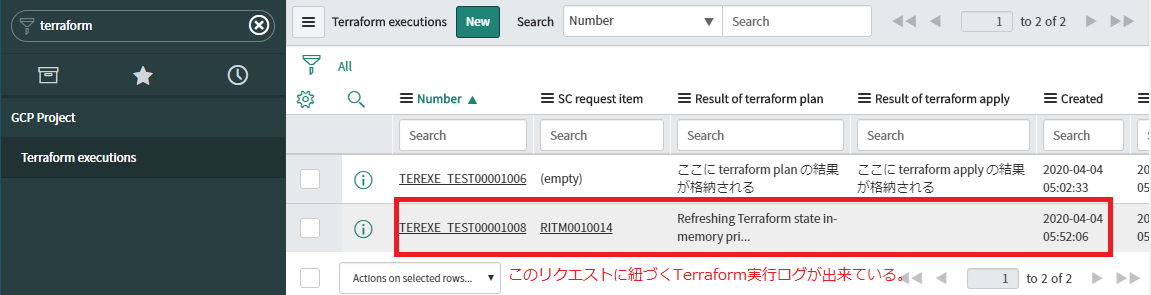 terraform
GCP Project
Terraform executions
Terraform executions New Search Number Search 1 to 2 of 2
All
Number SC request item Result of terraform plan Result of terraform apply Created
Search Search Search Search Search
TEREXE_TEST00001006 (empty) ここに terraform plan の結果が格納される ここに terraform apply の結果が格納される 2020-04-04 05:02:33
TEREXE_TEST00001008 RITM0010014 Refreshing Terraform state in-memory pri... 2020-04-04 05:52:06
Actions on selected rows... このリクエストに紐づくTerraform実行ログが出来ている。 1 to 2 of 2